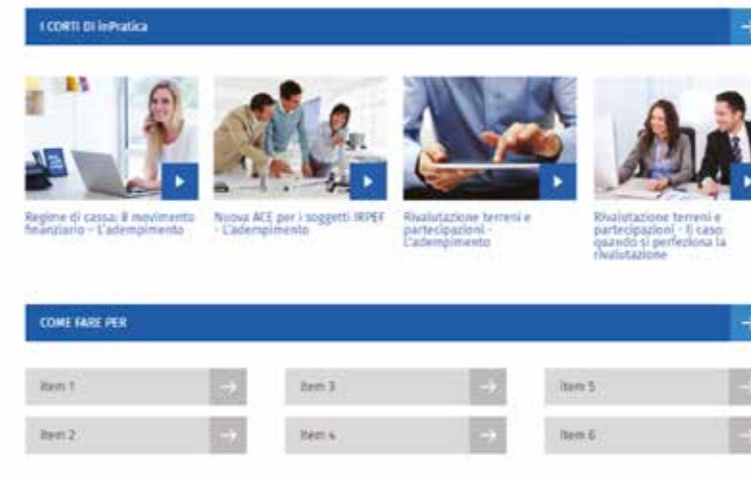 I CORTI DI inPratica
Regime di cassa: il movimento
finanziario - L'adempimento
Nuova ACE per i soggetti IRPEF
- L'adempimento
Rivalutazione terreni e
partecipazioni -
L'adempimento
Rivalutazione terreni e
partecipazioni - Il caso:
quando si perfeziona la
rivalutazione
COME FARE PER
Item 1
Item 3
Item 5
Item 2
Item 4
Item 6